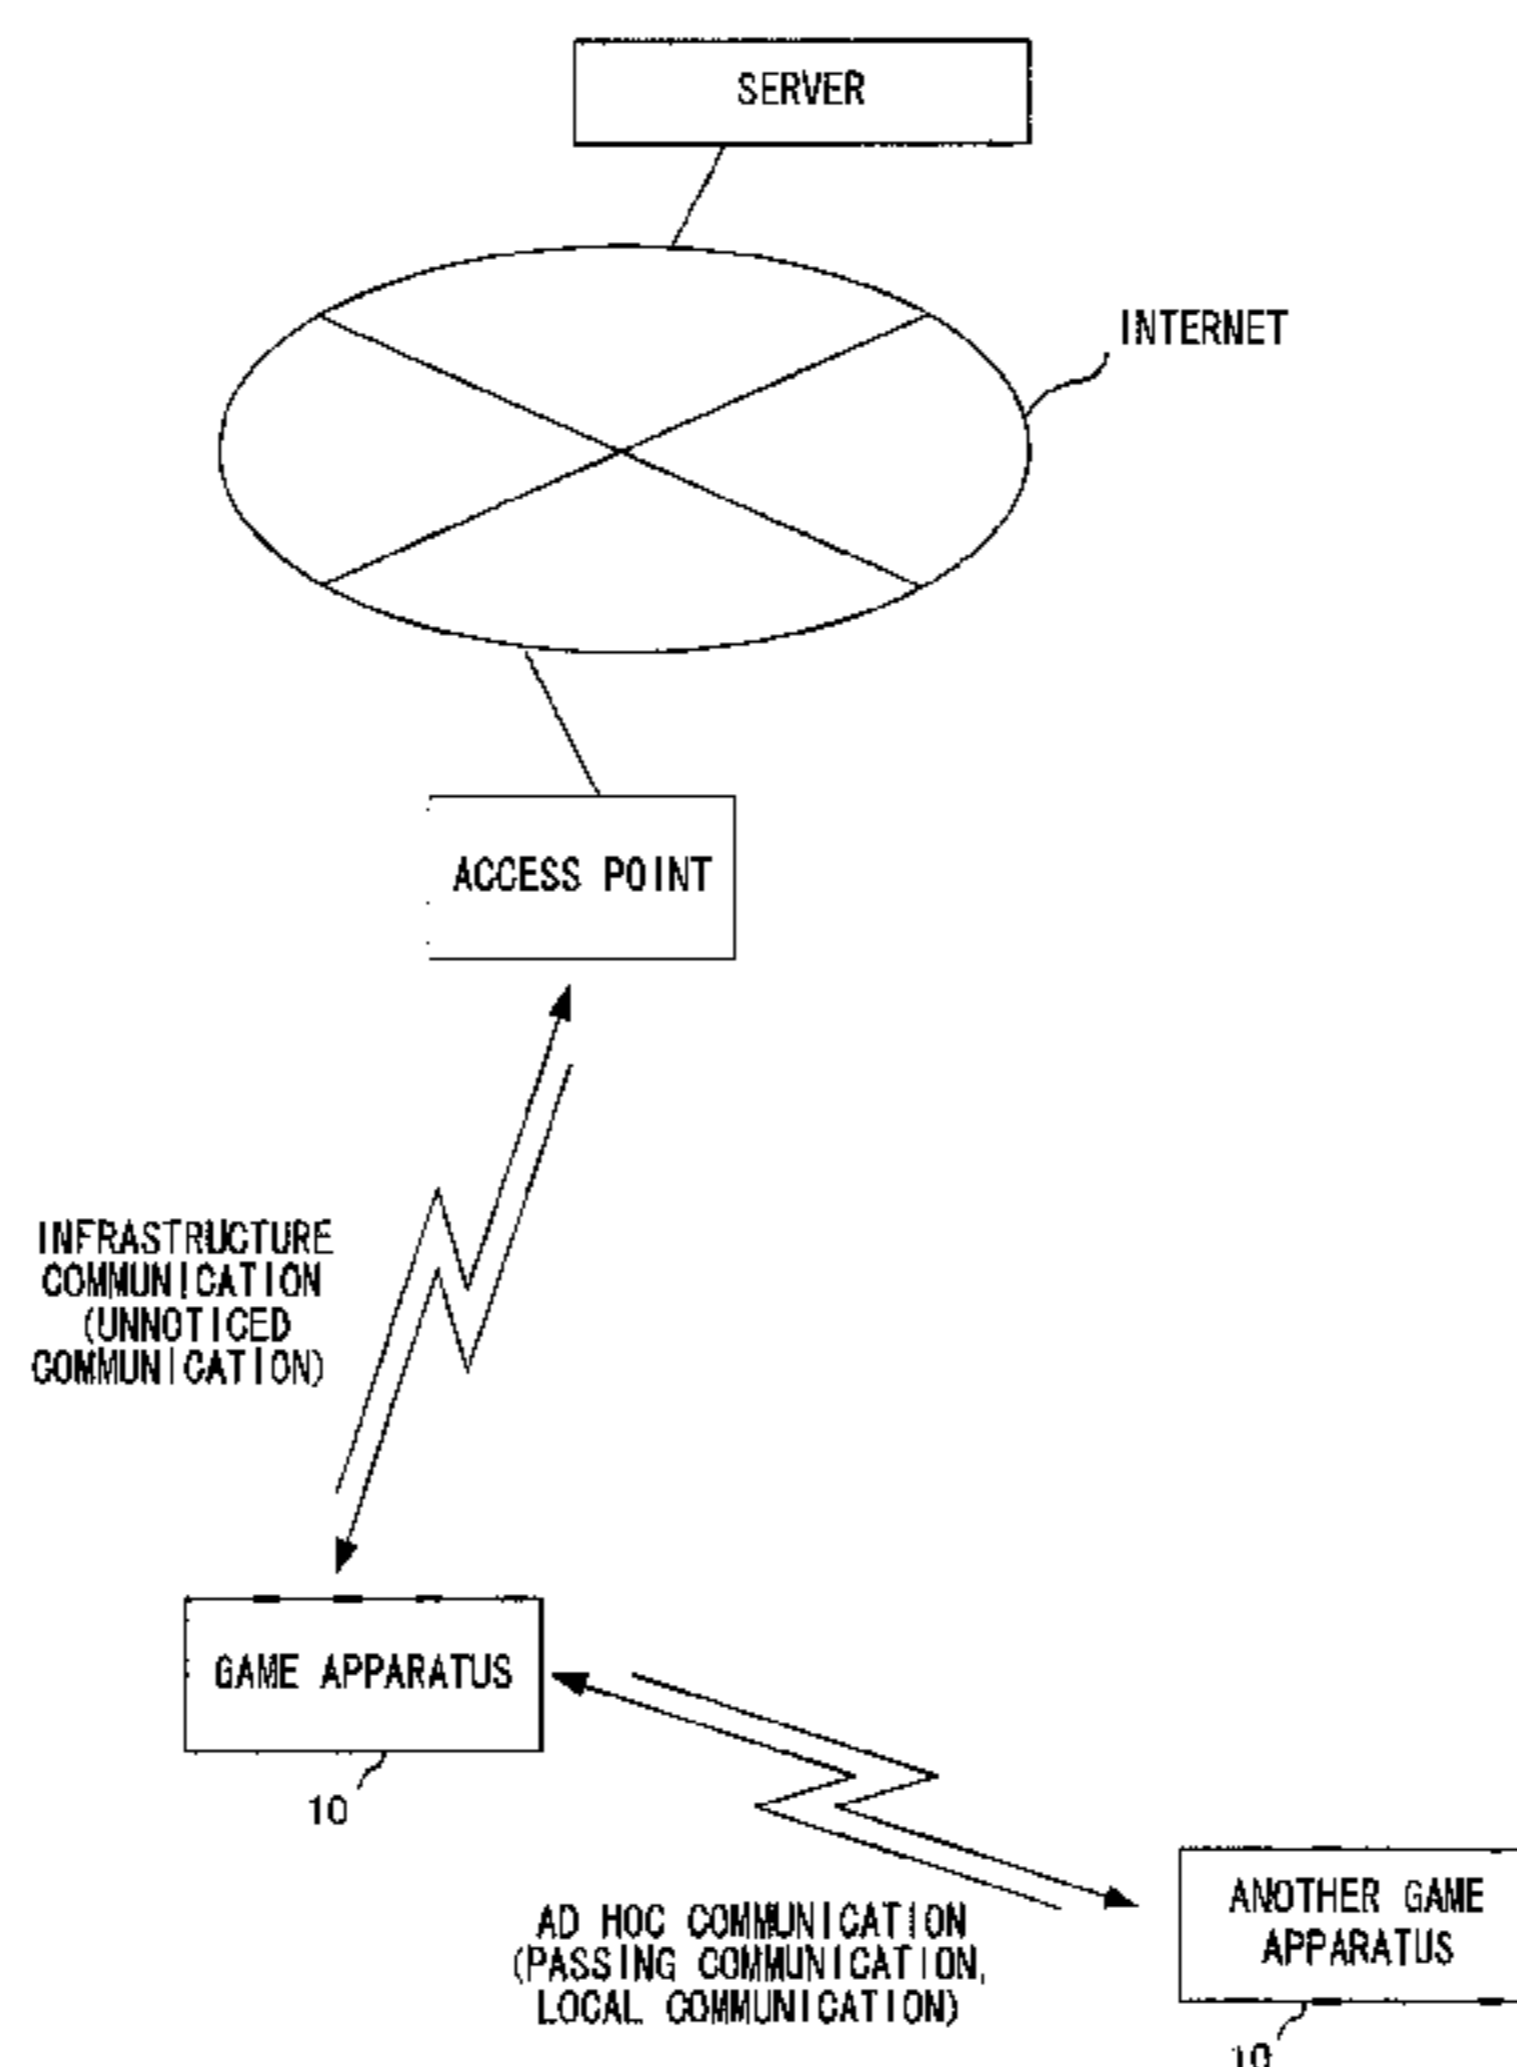 SERVER
INTERNET
ACCESS POINT
INFRASTRUCTURE
COMMUNICATION
(UNNOTICED
COMMUNICATION)
GAME APPARATUS
10
AD HOC COMMUNICATION
(PASSING COMMUNICATION,
LOCAL COMMUNICATION)
ANOTHER GAME
APPARATUS
10